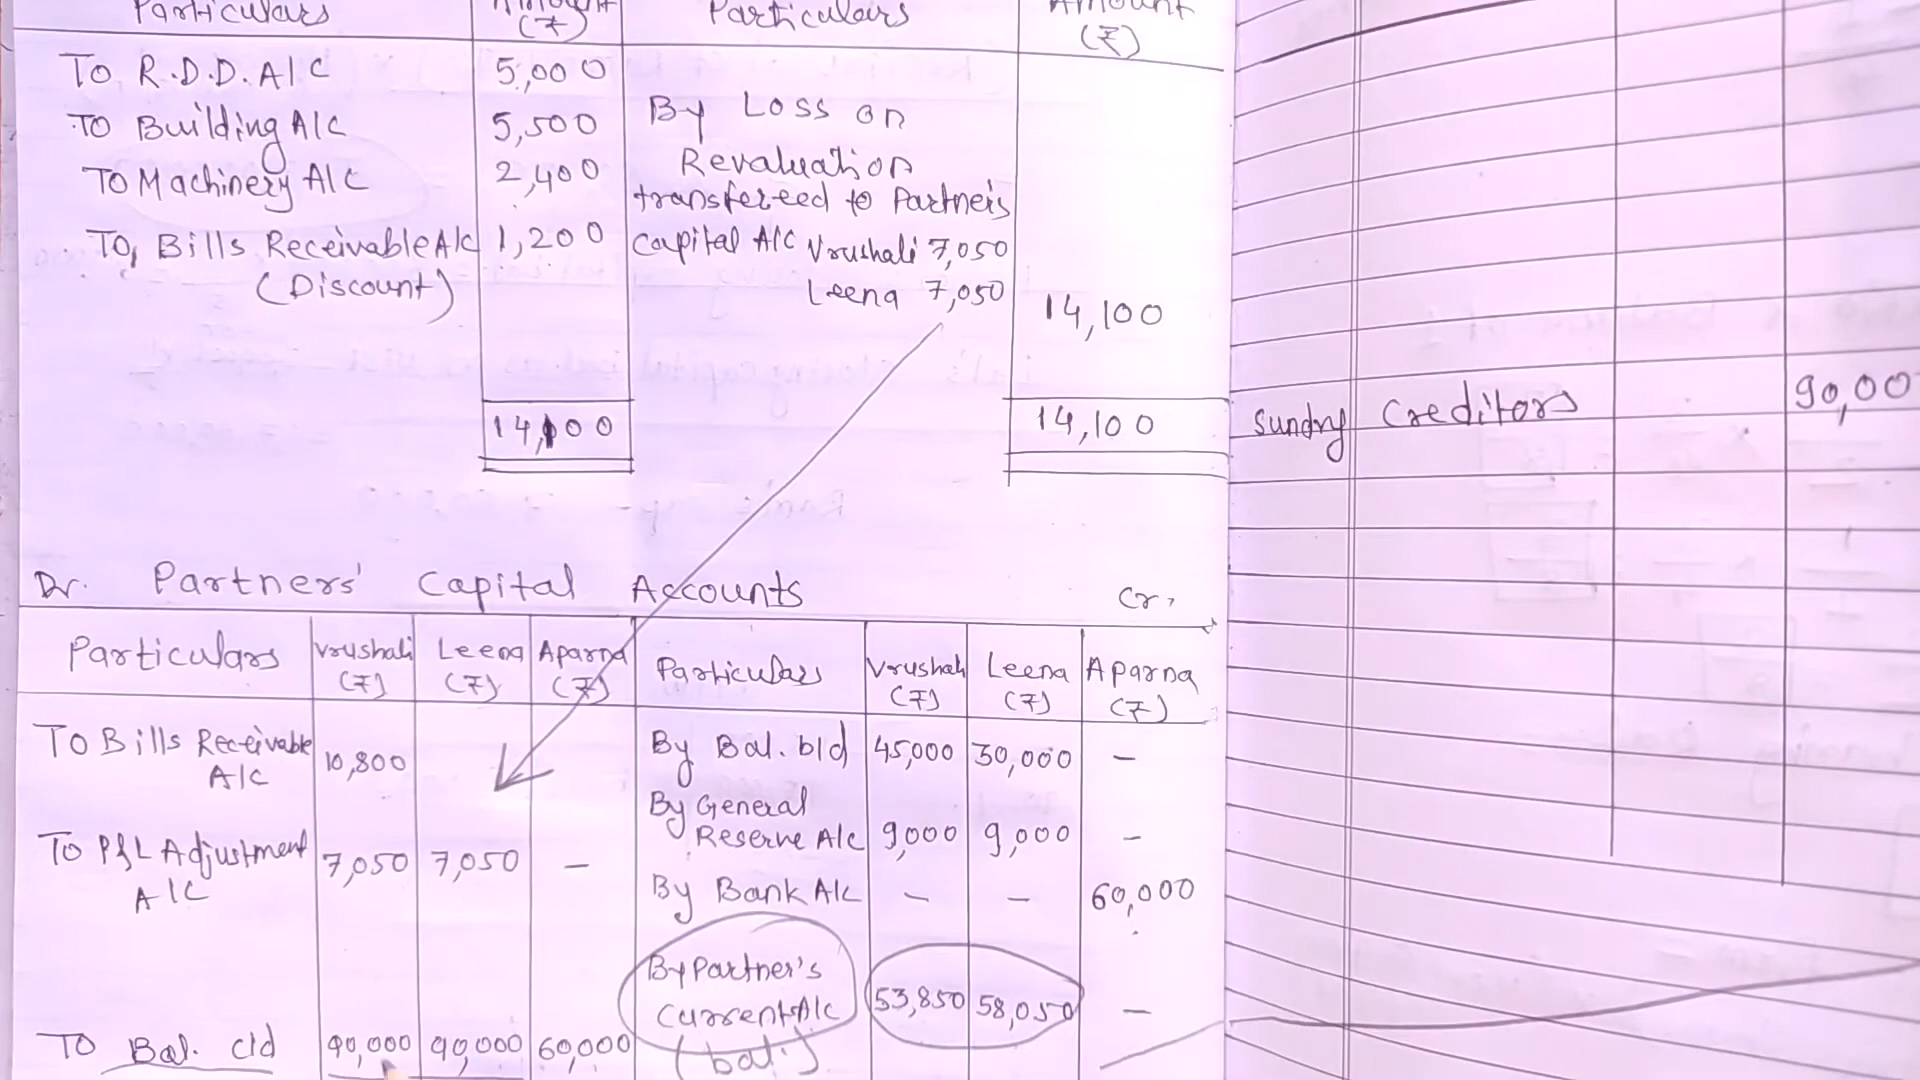 Particulars Amount (₹) Particulars Amount (₹)
To R.D.D. A/C 5,000
To Building A/C 5,500 By Loss on
Revaluation
To Machinery A/C 2,400 transfereed to Partner's
To, Bills Receivable A/c 1,200 Capital A/C Vrushali 7,050
(Discount) Leena 7,050 14,100
14,100 14,100
Sundry Creditors 90,00
Dr. Partners' Capital Accounts Cr.
Particulars Vrushali (₹) Leena (₹) Aparna (₹) Particulars Vrushali (₹) Leena (₹) Aparna (₹)
To Bills Receivable A/c 10,800 By Bal. b/d 45,000 30,000 –
By General
Reserve A/c 9,000 9,000 –
To P&L Adjustment A/C 7,050 7,050 –
By Bank A/c – – 60,000
By Partner's
Current A/c 53,850 58,050 –
To Bal. c/d 90,000 90,000 60,000 (bal.)